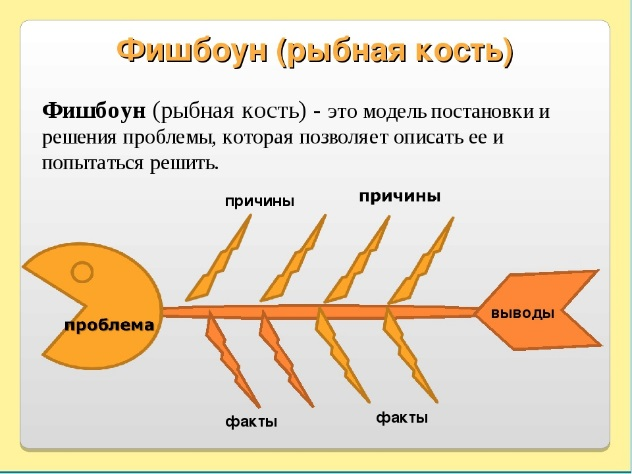 Фишбоун (рыбная кость)
Фишбоун (рыбная кость) - это модель постановки и
решения проблемы, которая позволяет описать ее и
попытаться решить.
причины
причины
проблема
выводы
факты
факты